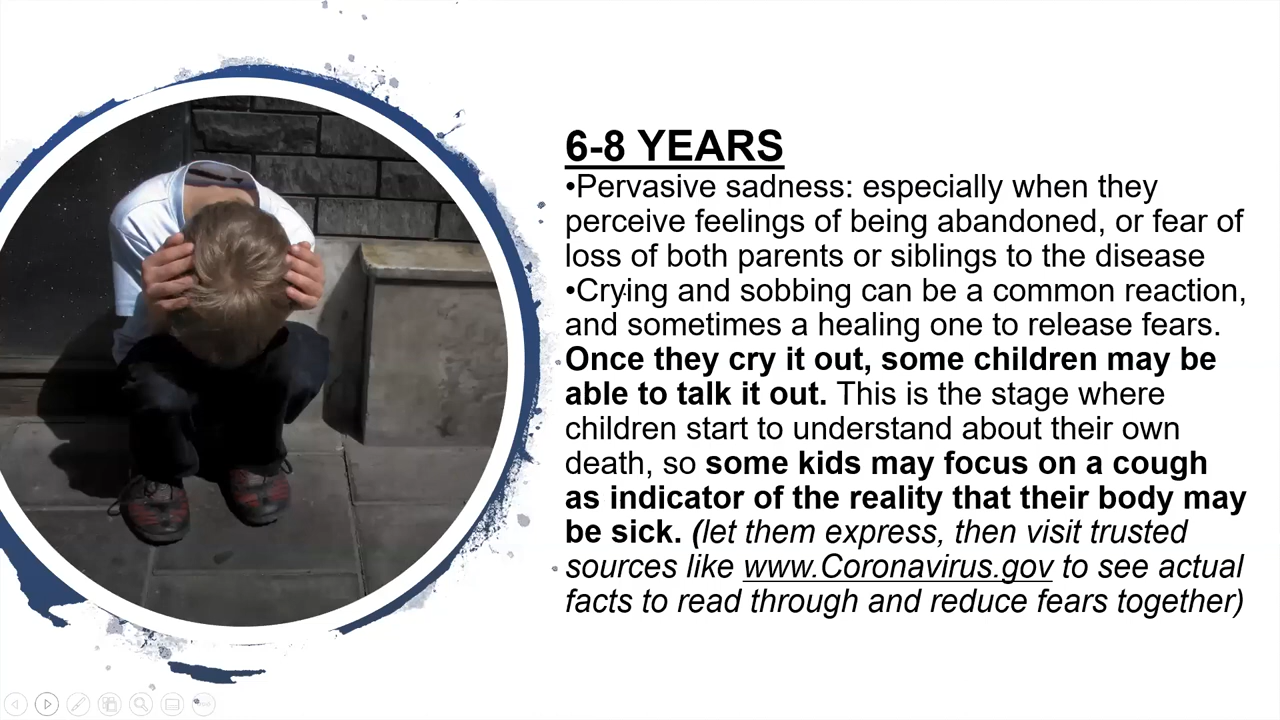 6-8 YEARS
•Pervasive sadness: especially when they
perceive feelings of being abandoned, or fear of
loss of both parents or siblings to the disease
•Crying and sobbing can be a common reaction,
and sometimes a healing one to release fears.
Once they cry it out, some children may be
able to talk it out. This is the stage where
children start to understand about their own
death, so some kids may focus on a cough
as indicator of the reality that their body may
be sick. (let them express, then visit trusted
sources like www.Coronavirus.gov to see actual
facts to read through and reduce fears together)